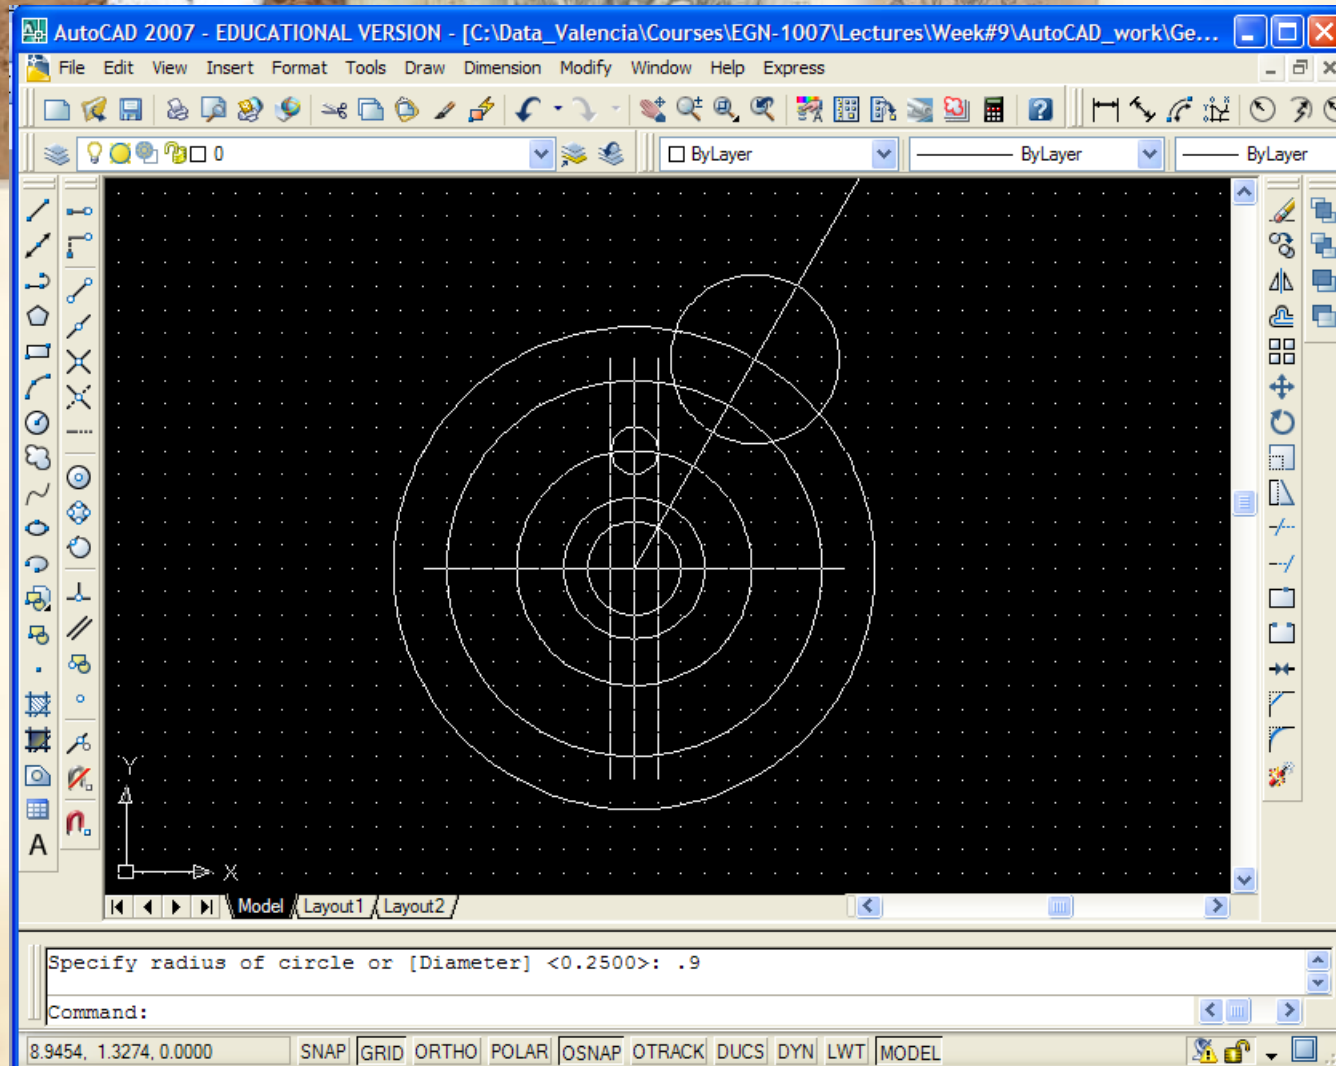 AutoCAD 2007 - EDUCATIONAL VERSION - [C:\Data_Valencia\Courses\EGN-1007\Lectures\Week#9\AutoCAD_work\Ge...
File Edit View Insert Format Tools Draw Dimension Modify Window Help Express
0 ByLayer ByLayer ByLayer
A
Y
X
Model Layout1 Layout2
Specify radius of circle or [Diameter] <0.2500>: .9
Command:
8.9454, 1.3274, 0.0000 SNAP GRID ORTHO POLAR OSNAP OTRACK DUCS DYN LWT MODEL